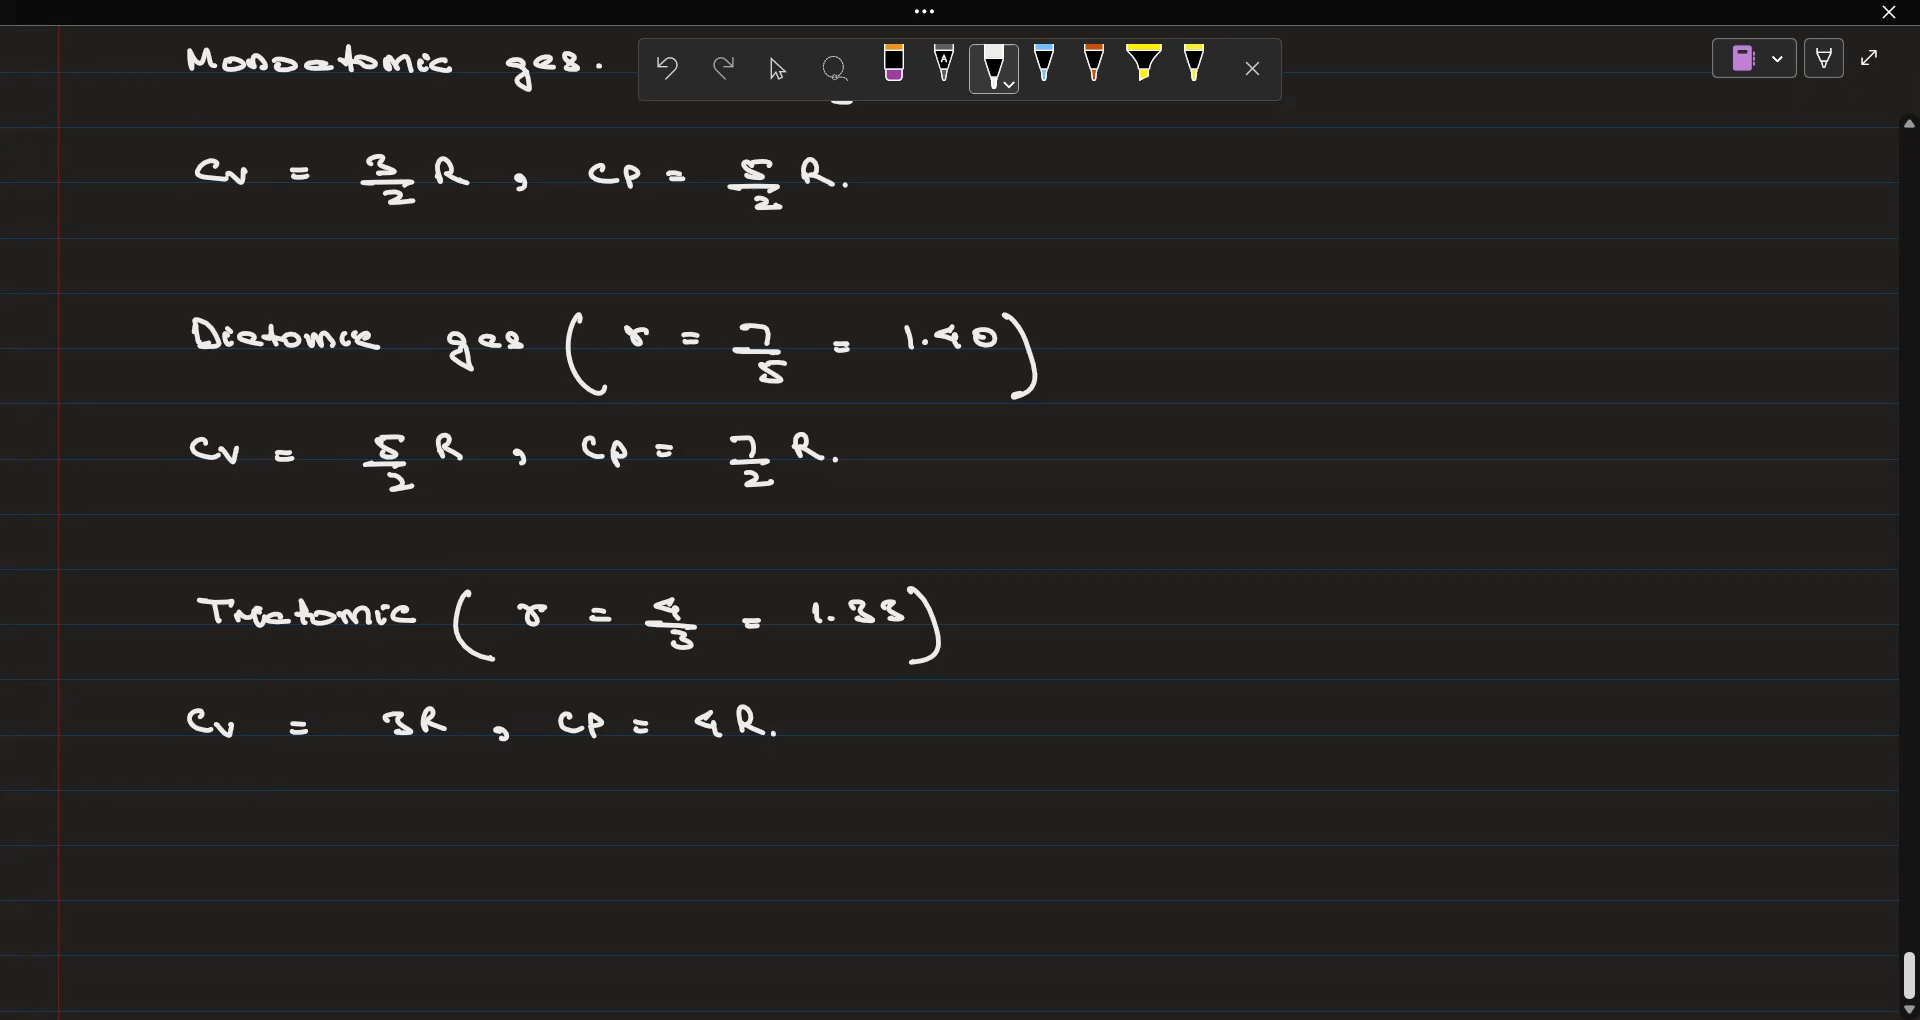 Monoatomic gas.
Cv = 3/2 R , Cp = 5/2 R.
Diatomic gas ( r = 7/5 = 1.40 )
Cv = 5/2 R , Cp = 7/2 R.
Triatomic ( r = 4/3 = 1.33 )
Cv = 3R , Cp = 4R.